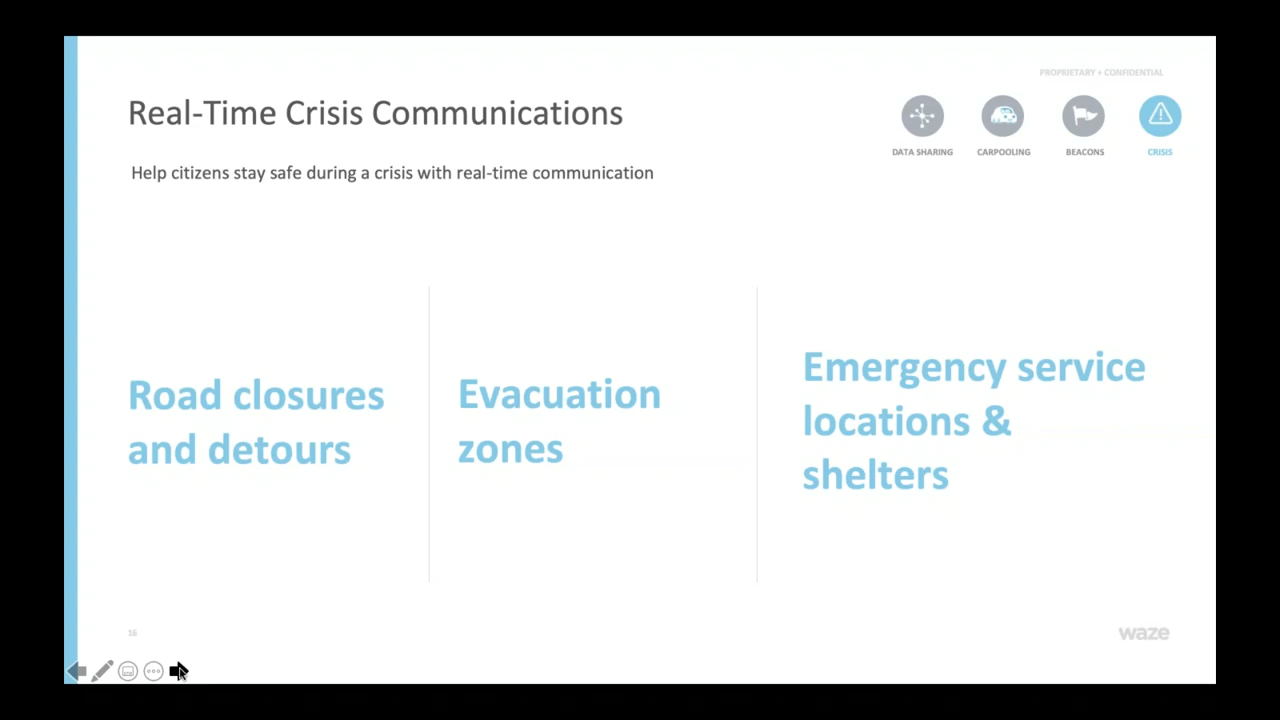 PROPRIETARY + CONFIDENTIAL
Real-Time Crisis Communications
DATA SHARING
CARPOOLING
BEACONS
CRISIS
Help citizens stay safe during a crisis with real-time communication
Road closures
and detours
Evacuation
zones
Emergency service
locations &
shelters
16
waze